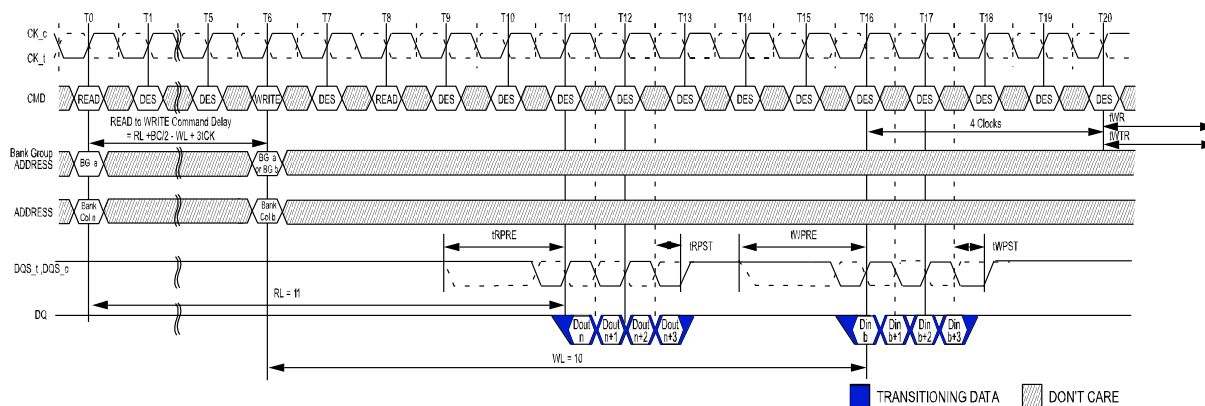 T0 T1 T5 T6 T7 T8 T9 T10 T11 T12 T13 T14 T15 T16 T17 T18 T19 T20
CK_c
CK_t
CMD READ DES DES WRITE DES READ DES DES DES DES DES DES DES DES DES DES DES DES
READ to WRITE Command Delay
= RL +BC/2 - WL + 3tCK
4 Clocks
tWR
tWTR
Bank Group
ADDRESS
BG a
BG a
or BG b
ADDRESS
Bank
Col n
Bank
Col b
tRPRE tRPST tWPRE tWPST
DQS_t ,DQS_c
RL = 11
DQ
Dout
n
Dout
n+1
Dout
n+2
Dout
n+3
Din
b
Din
b+1
Din
b+2
Din
b+3
WL = 10
TRANSITIONING DATA
DON'T CARE